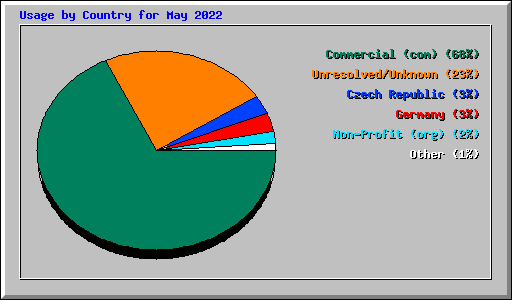 Usage by Country for May 2022
Commercial (com) (68%)
Unresolved/Unknown (23%)
Czech Republic (3%)
Germany (3%)
Non-Profit (org) (2%)
Other (1%)